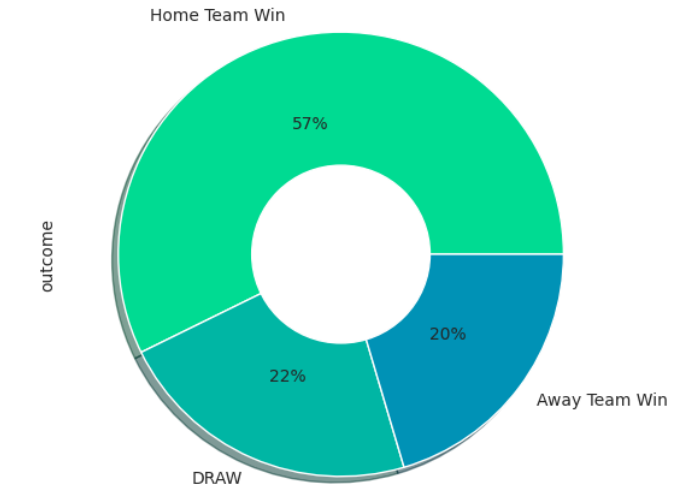 Home Team Win
57%
outcome
20%
22%
Away Team Win
DRAW